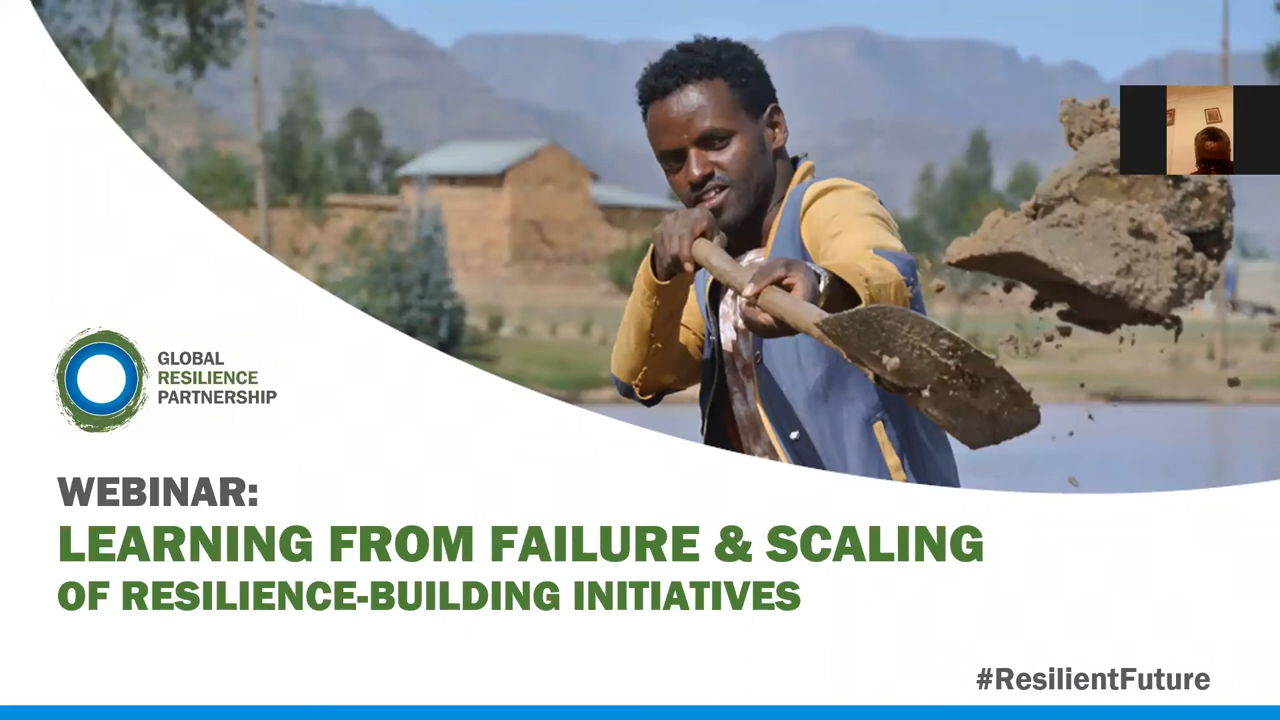 GLOBAL
RESILIENCE
PARTNERSHIP
WEBINAR:
LEARNING FROM FAILURE & SCALING
OF RESILIENCE-BUILDING INITIATIVES
#ResilientFuture